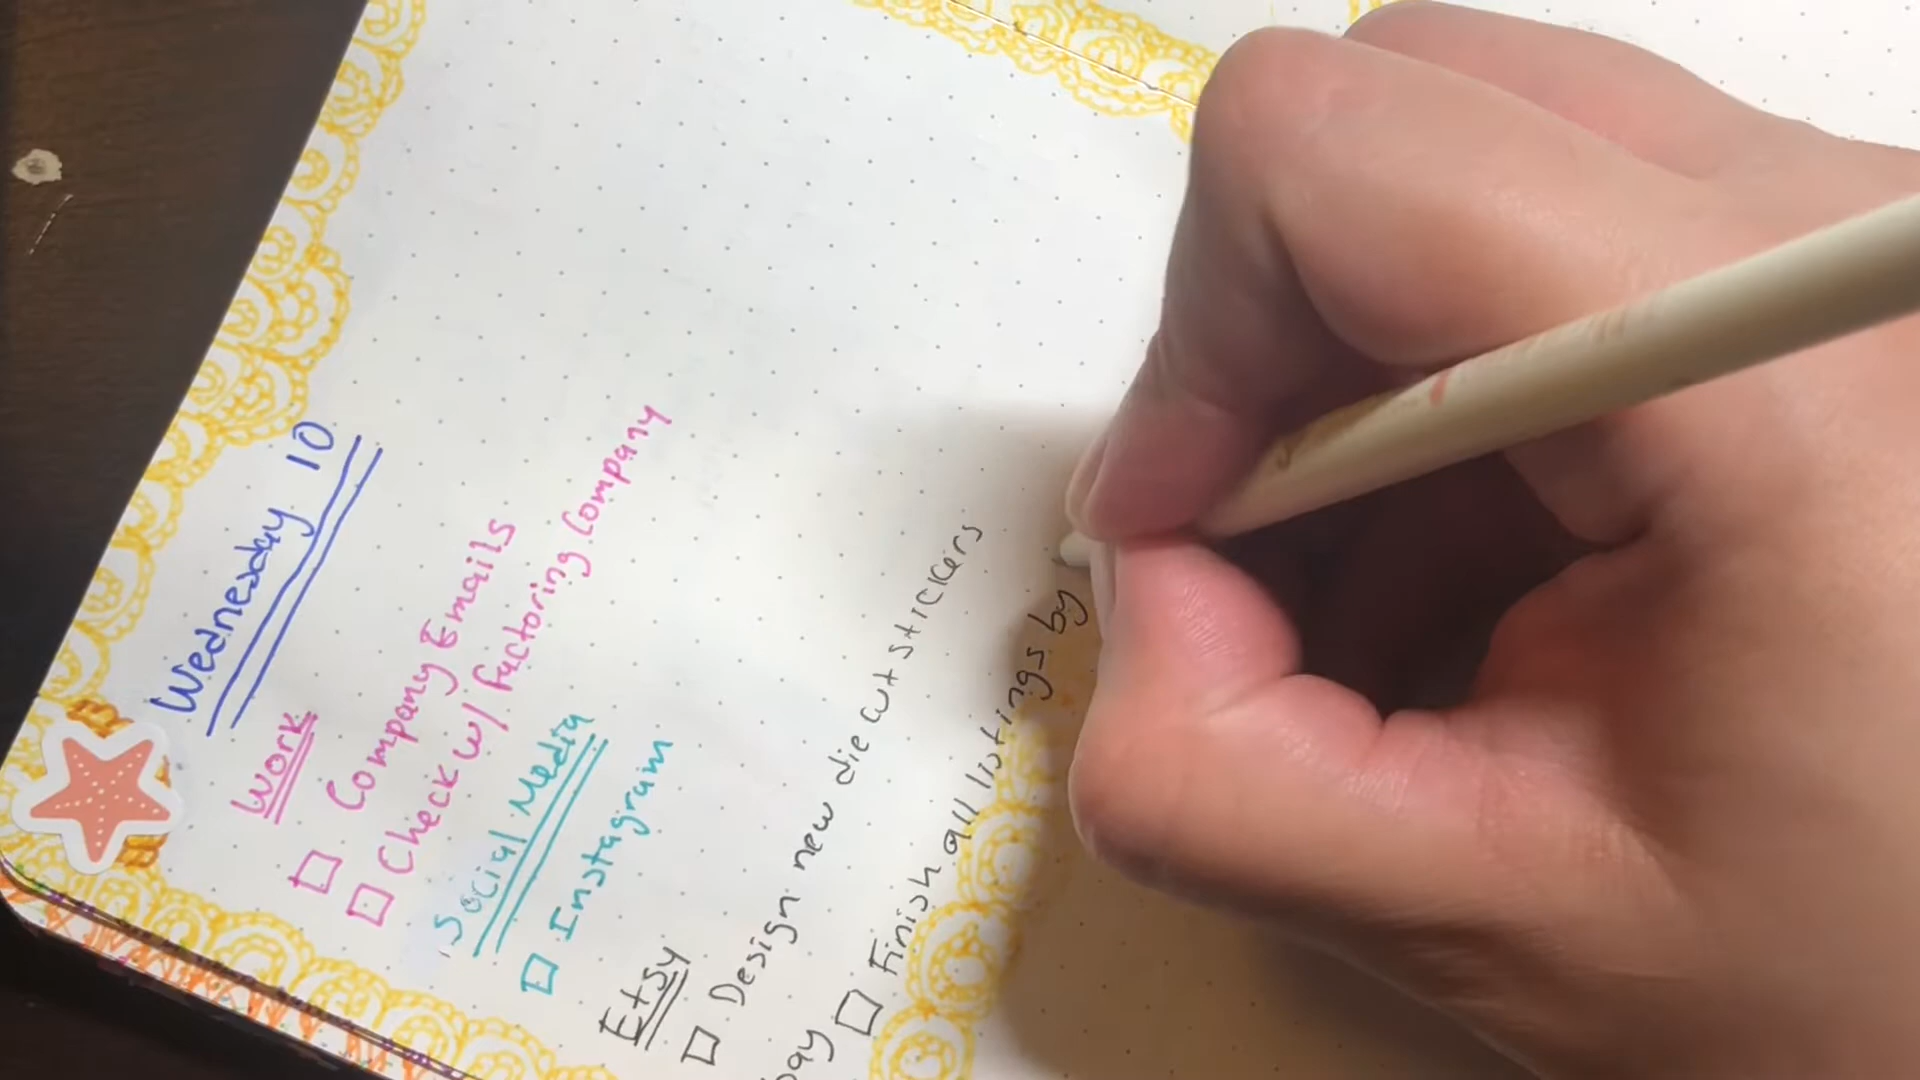 Wednesday 10
Work
Company Emails
Check w/ factoring Company
Social Media
Instagram
Etsy
Design new die cut stickers
Finish all listings by